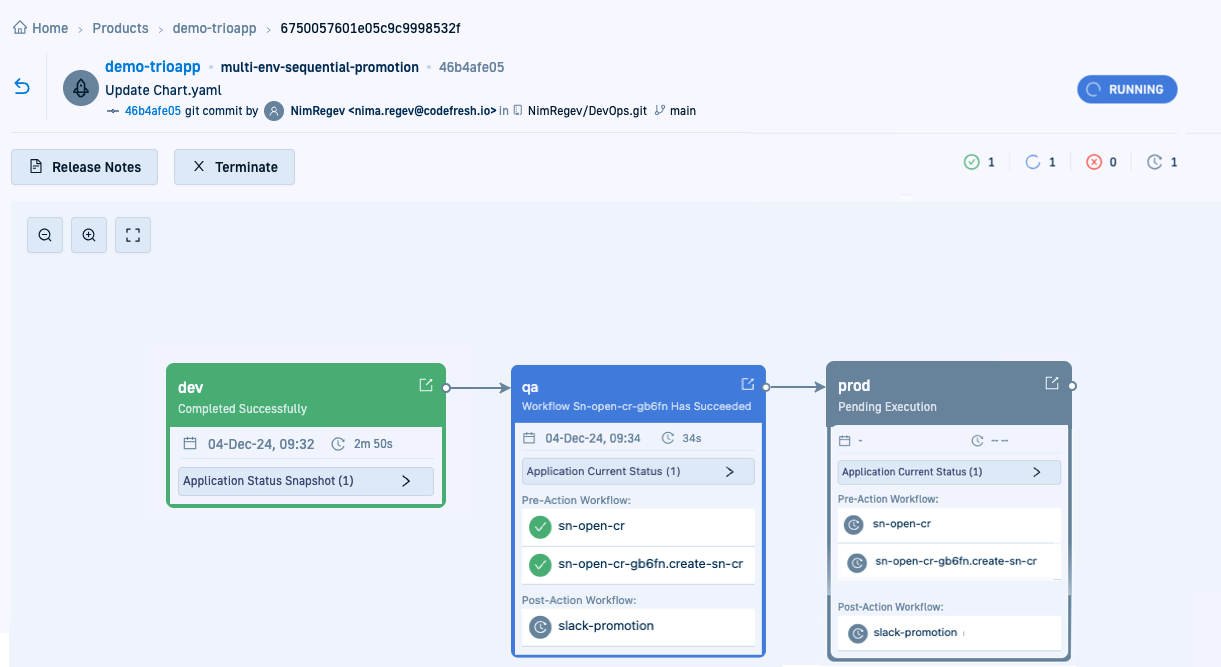 Home > Products > demo-trioapp > 6750057601e05c9c9998532f
demo-trioapp • multi-env-sequential-promotion • 46b4afe05
Update Chart.yaml
46b4afe05 git commit by NimRegev <nima.regev@codefresh.io> in NimRegev/DevOps.git main
RUNNING
Release Notes
Terminate
1 1 0 1
dev
Completed Successfully
04-Dec-24, 09:32 2m 50s
Application Status Snapshot (1)
qa
Workflow Sn-open-cr-gb6fn Has Succeeded
04-Dec-24, 09:34 34s
Application Current Status (1)
Pre-Action Workflow:
sn-open-cr
sn-open-cr-gb6fn.create-sn-cr
Post-Action Workflow:
slack-promotion
prod
Pending Execution
- -- --
Application Current Status (1)
Pre-Action Workflow:
sn-open-cr
sn-open-cr-gb6fn.create-sn-cr
Post-Action Workflow:
slack-promotion